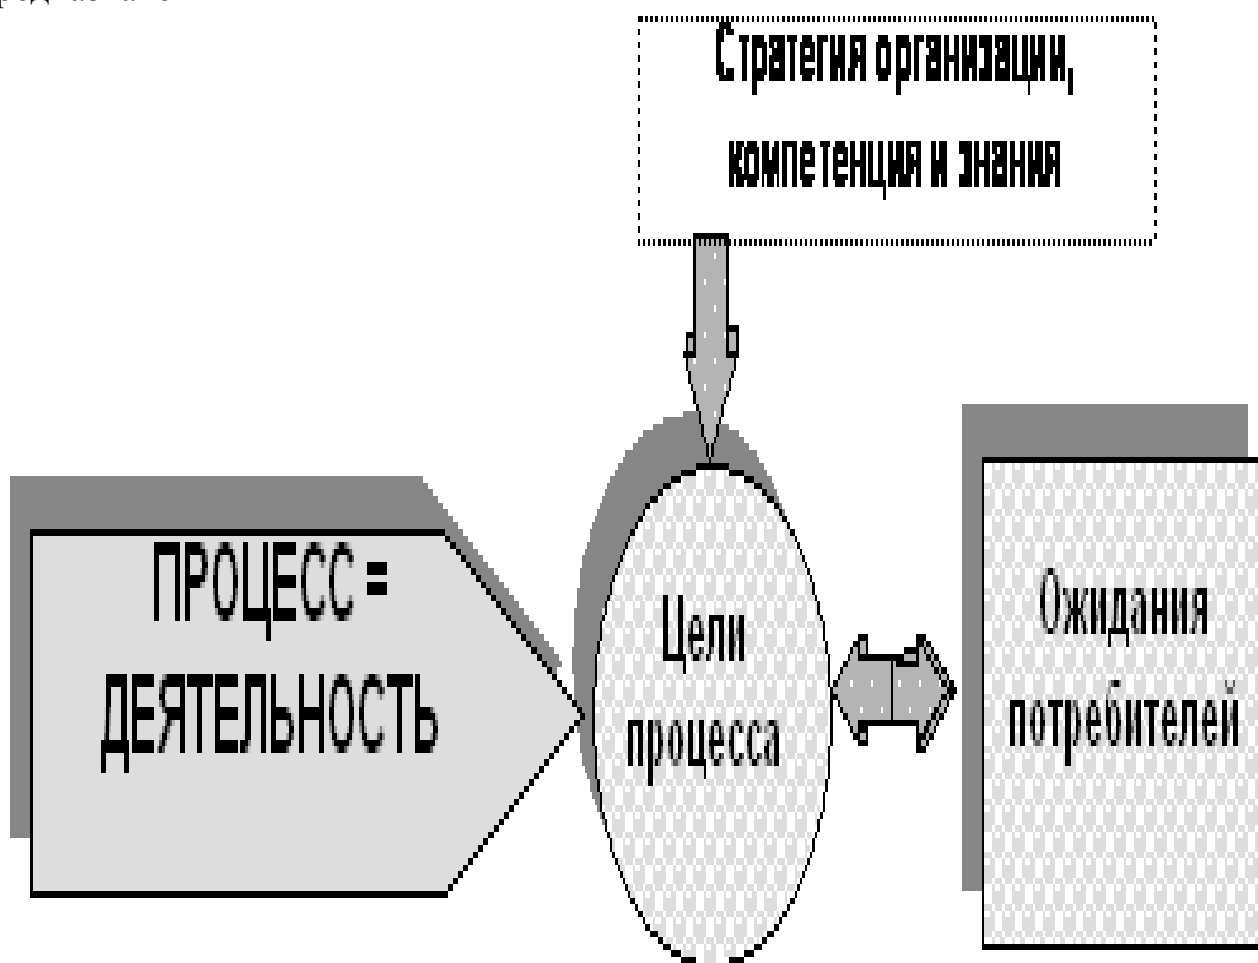 Стратегия организации,
компетенция и знания
ПРОЦЕСС =
ДЕЯТЕЛЬНОСТЬ
Цели
процесса
Ожидания
потребителей